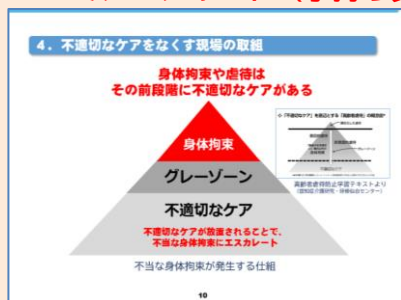 4．不適切なケアをなくす現場の取組
身体拘束や虐待は
その前段階に不適切なケアがある
身体拘束
グレーゾーン
不適切なケア
不適切なケアが放置されることで、
不当な身体拘束にエスカレート
不当な身体拘束が発生する仕組
高齢者虐待防止学習テキストより
10